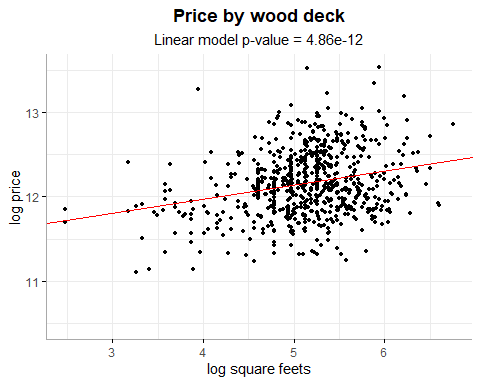 Price by wood deck
Linear model p-value = 4.86e-12
13
12
11
log price
3 4 5 6
log square feets